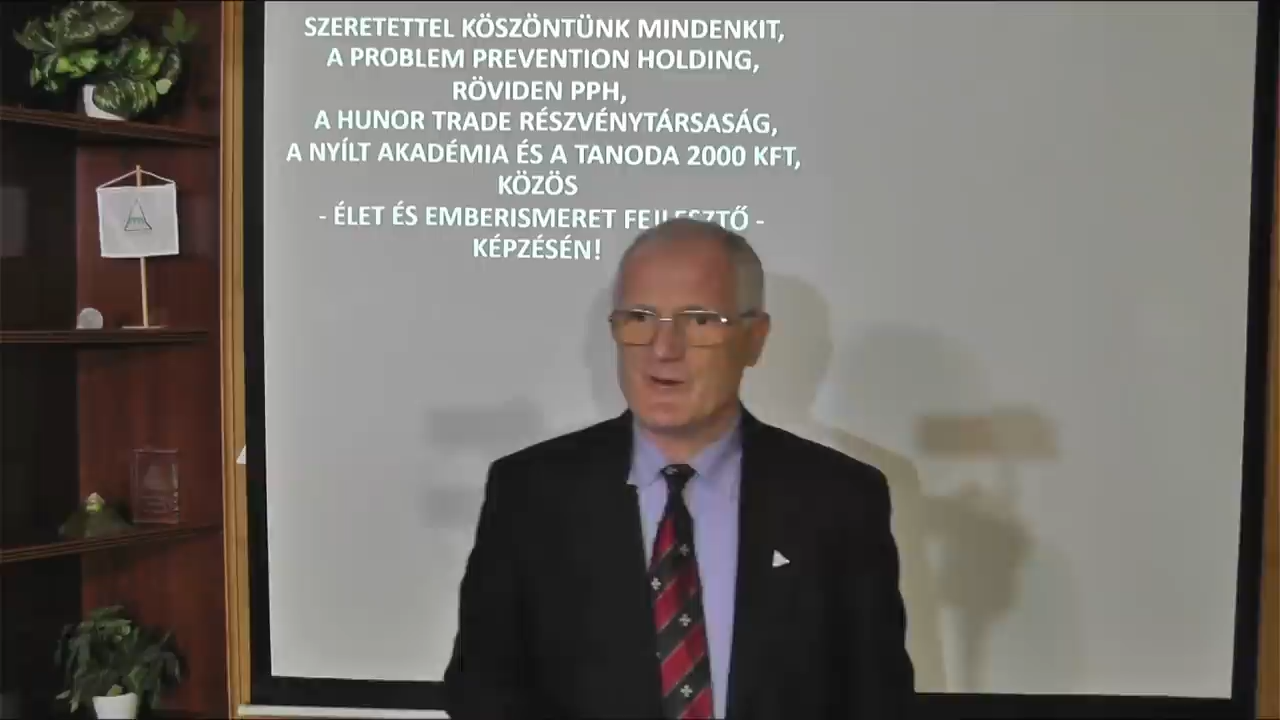 SZERETETTEL KÖSZÖNTÜNK MINDENKIT,
A PROBLEM PREVENTION HOLDING,
RÖVIDEN PPH,
A HUNOR TRADE RÉSZVÉNYTÁRSASÁG,
A NYÍLT AKADÉMIA ÉS A TANODA 2000 KFT,
KÖZÖS
- ÉLET ÉS EMBERISMERET FEJLESZTŐ -
KÉPZÉSÉN!